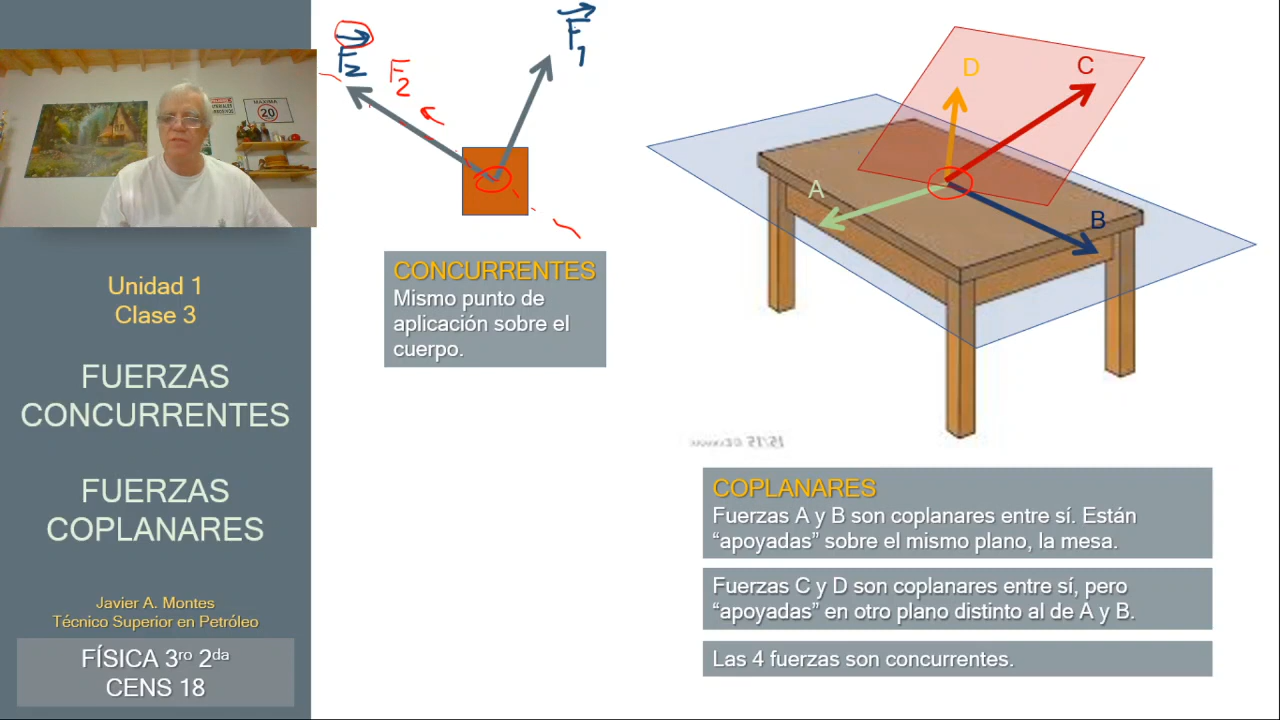 MÁXIMA
20
Unidad 1
Clase 3
FUERZAS
CONCURRENTES
FUERZAS
COPLANARES
Javier A. Montes
Técnico Superior en Petróleo
FÍSICA 3ro 2da
CENS 18
F2
F2
F1
CONCURRENTES
Mismo punto de
aplicación sobre el
cuerpo.
D
C
A
B
COPLANARES
Fuerzas A y B son coplanares entre sí. Están
“apoyadas” sobre el mismo plano, la mesa.
Fuerzas C y D son coplanares entre sí, pero
“apoyadas” en otro plano distinto al de A y B.
Las 4 fuerzas son concurrentes.